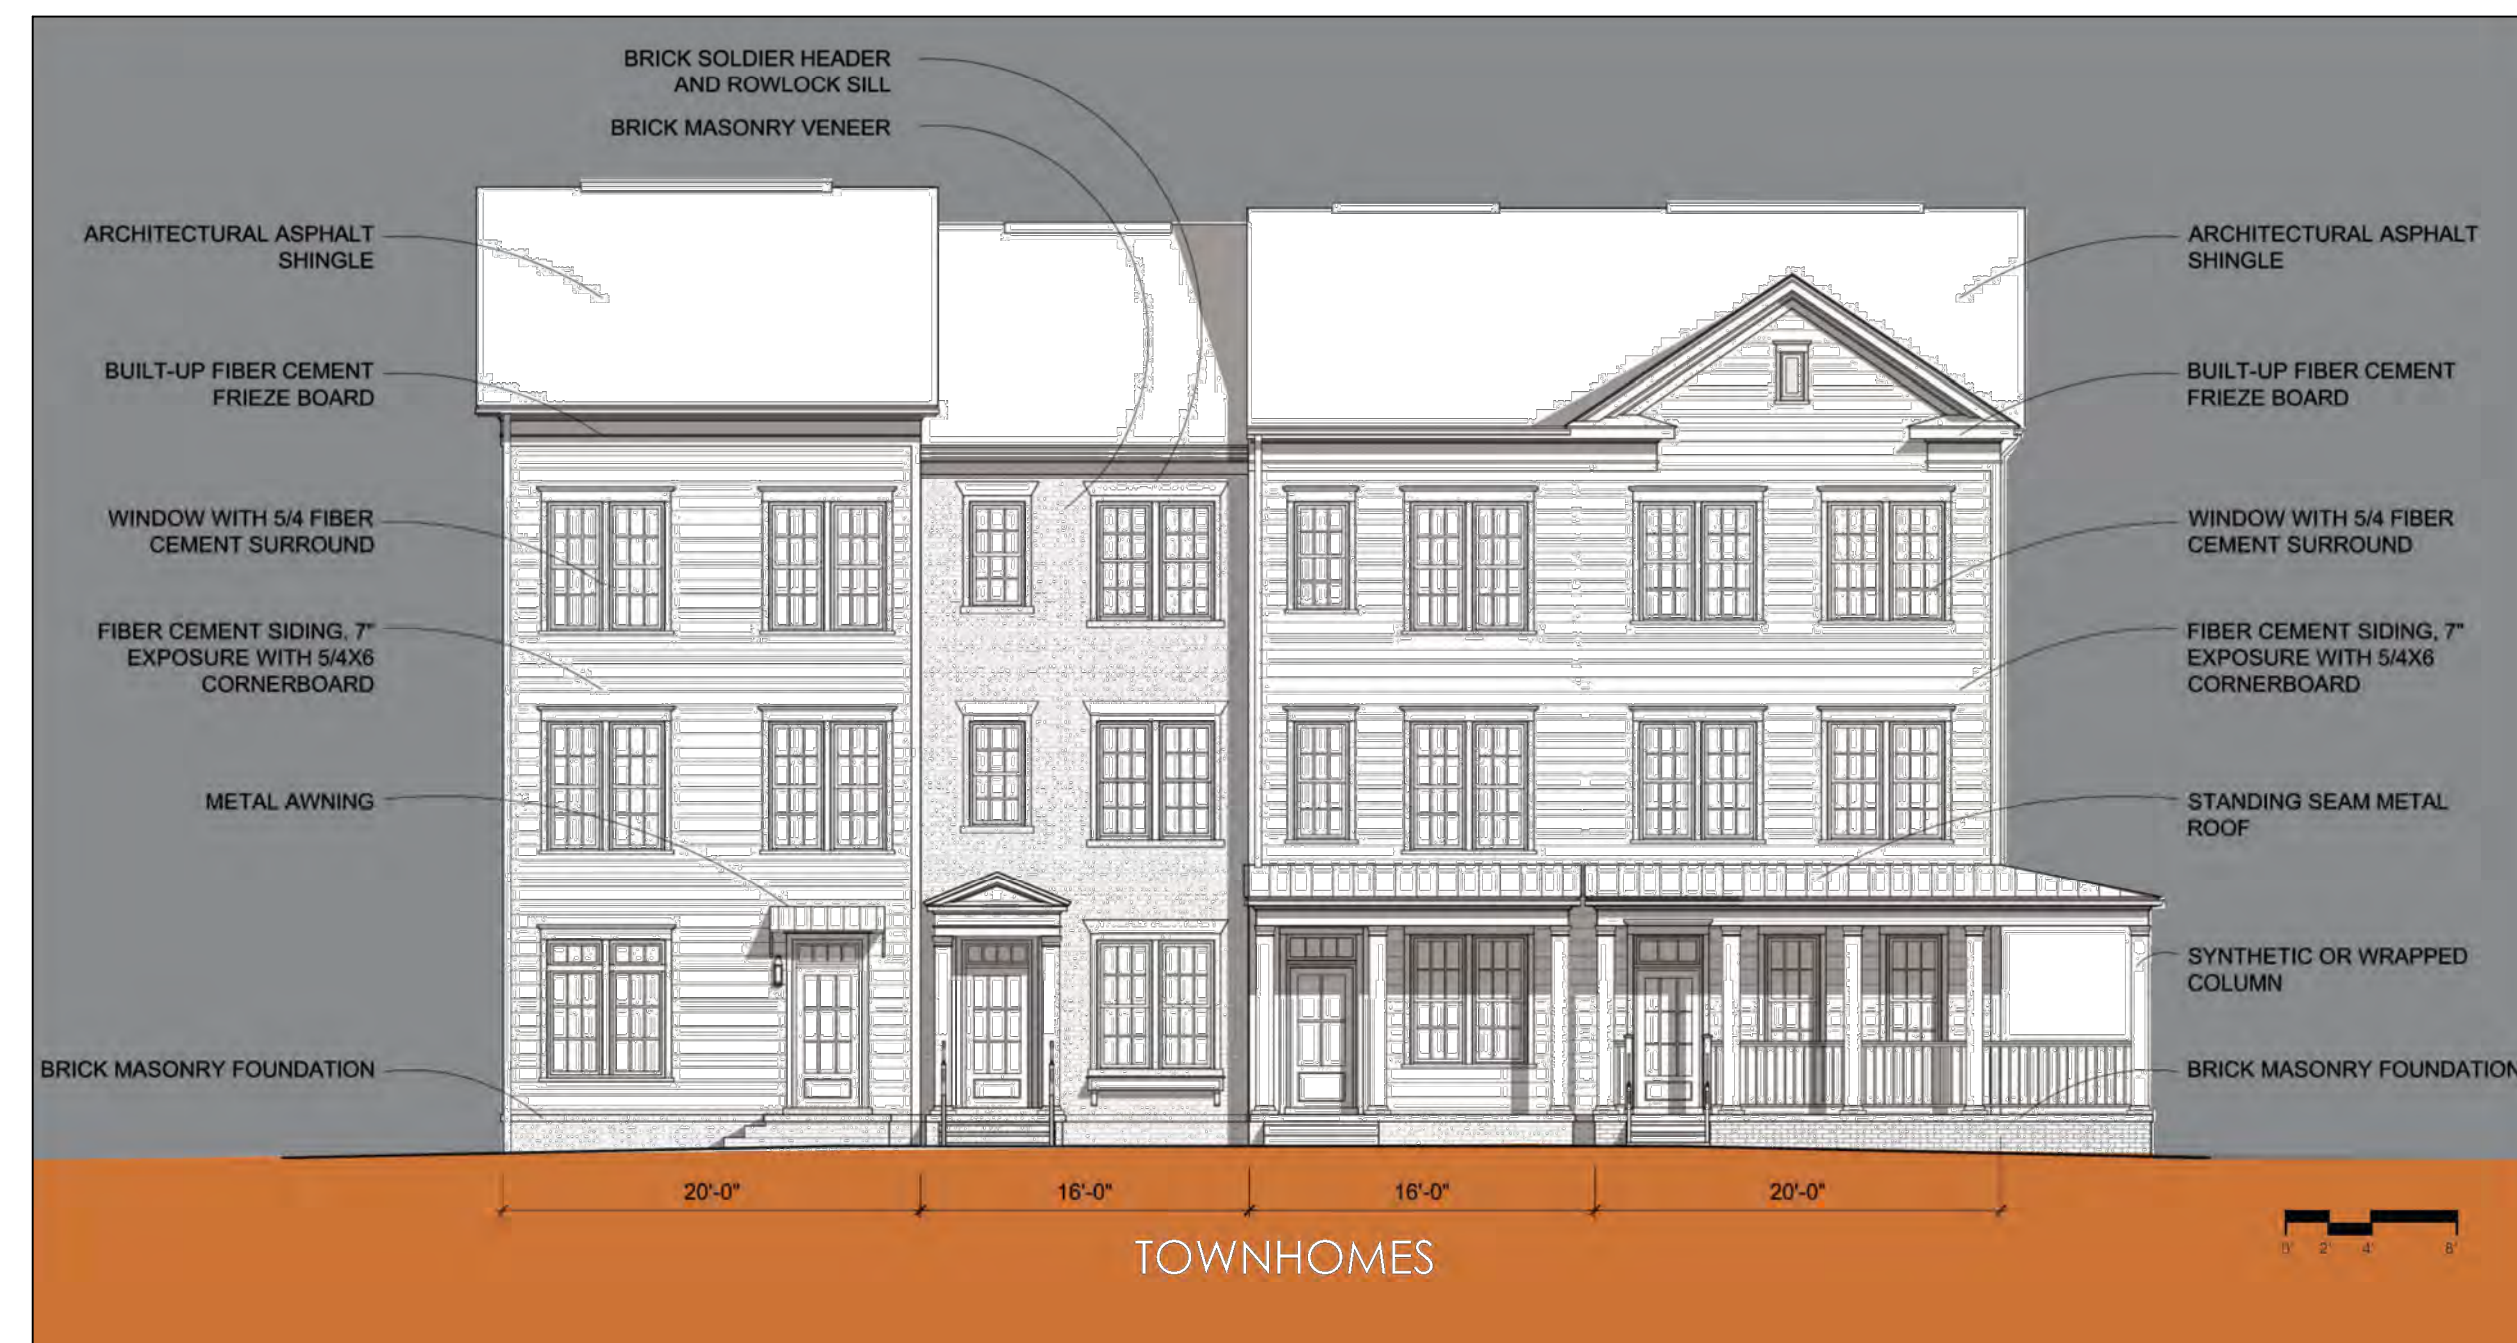 BRICK SOLDIER HEADER
AND ROWLOCK SILL
BRICK MASONRY VENEER
ARCHITECTURAL ASPHALT
SHINGLE
BUILT-UP FIBER CEMENT
FRIEZE BOARD
WINDOW WITH 5/4 FIBER
CEMENT SURROUND
FIBER CEMENT SIDING, 7"
EXPOSURE WITH 5/4X6
CORNERBOARD
METAL AWNING
BRICK MASONRY FOUNDATION
ARCHITECTURAL ASPHALT
SHINGLE
BUILT-UP FIBER CEMENT
FRIEZE BOARD
WINDOW WITH 5/4 FIBER
CEMENT SURROUND
FIBER CEMENT SIDING, 7"
EXPOSURE WITH 5/4X6
CORNERBOARD
STANDING SEAM METAL
ROOF
SYNTHETIC OR WRAPPED
COLUMN
BRICK MASONRY FOUNDATION
20'-0" 16'-0" 16'-0" 20'-0"
TOWNHOMES
0' 2' 4' 8'